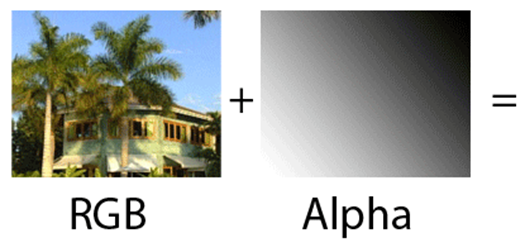 + =
RGB Alpha